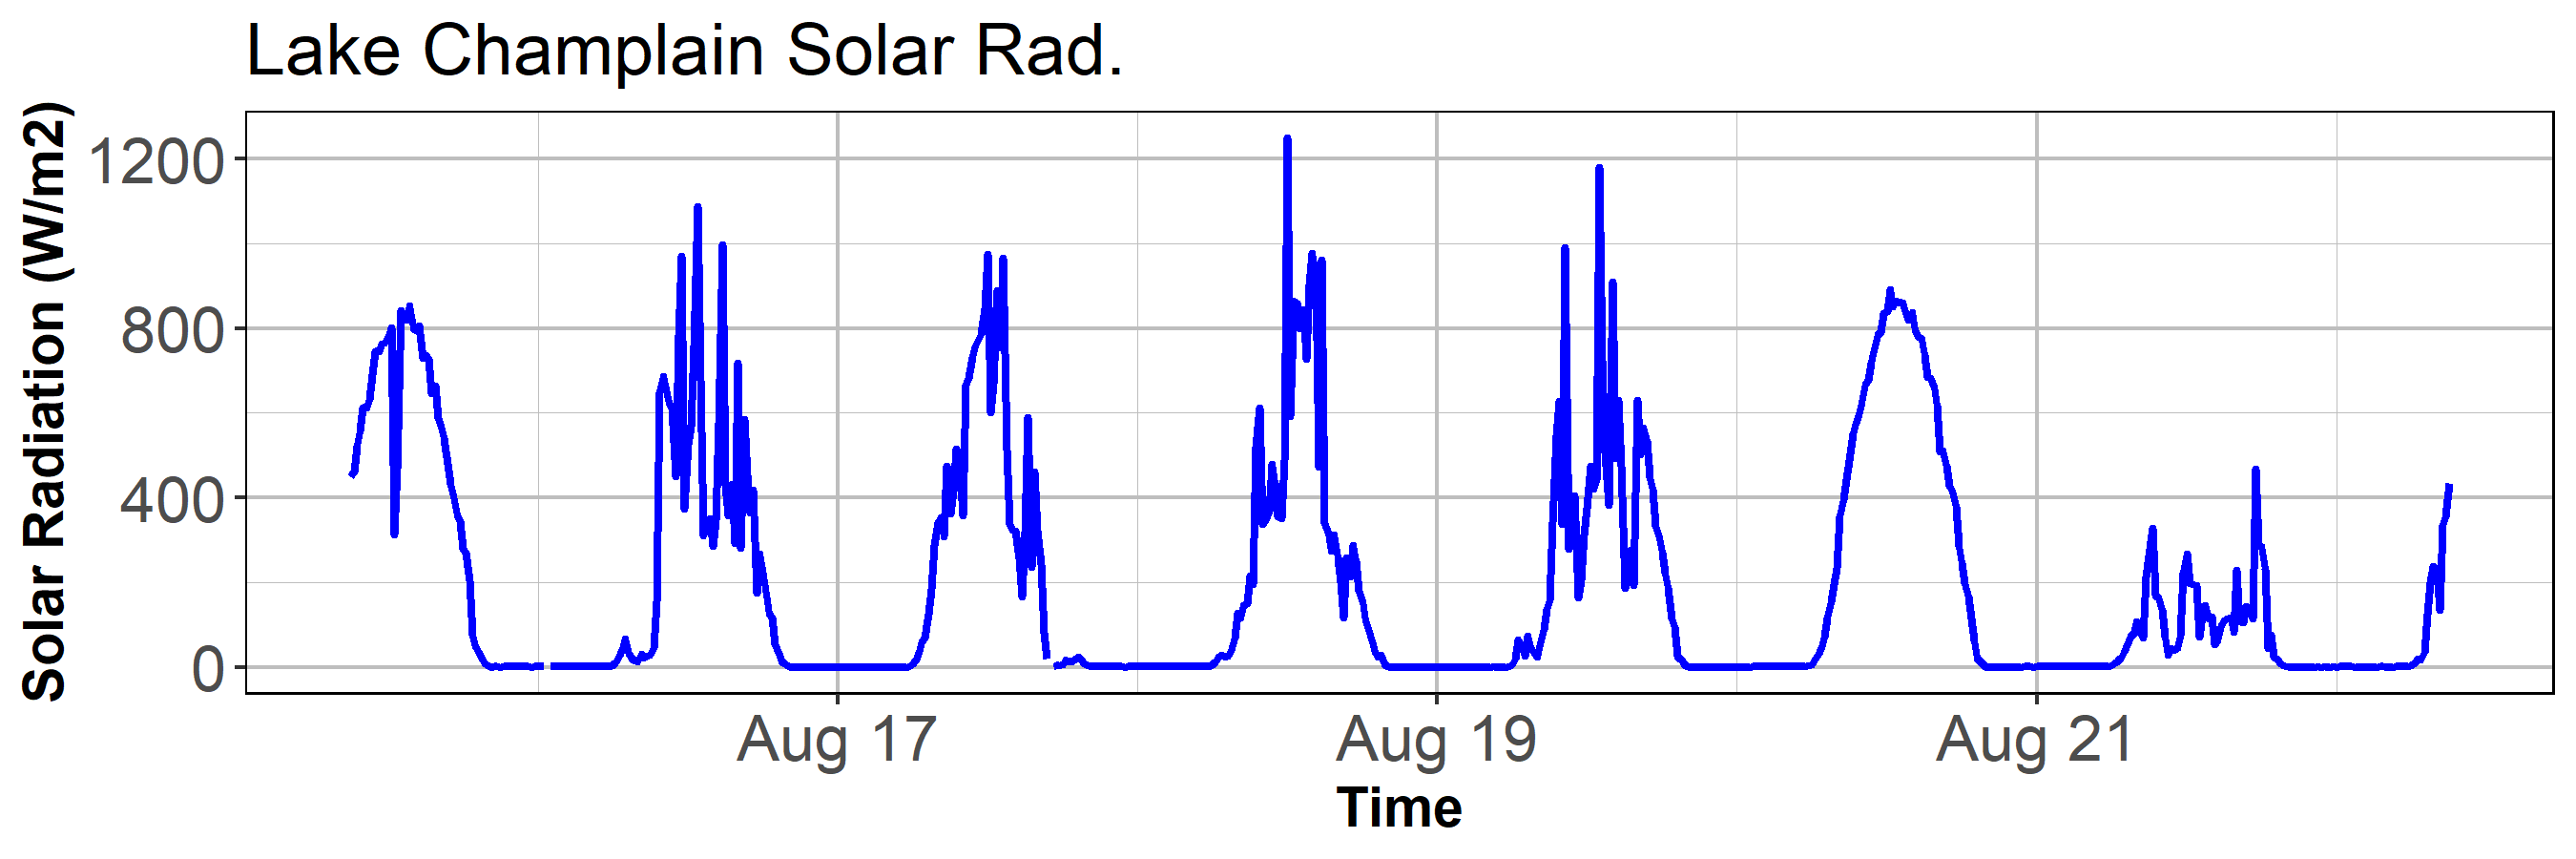 Lake Champlain Solar Rad.
Solar Radiation (W/m2)
1200
800
400
0
Aug 17
Aug 19
Aug 21
Time